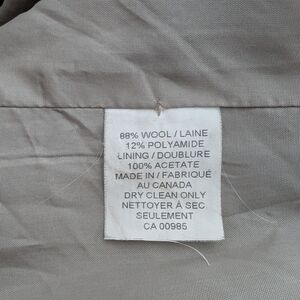 88% WOOL / LAINE
12% POLYAMIDE
LINING / DOUBLURE
100% ACETATE
MADE IN / FABRIQUÉ
AU CANADA
DRY CLEAN ONLY
NETTOYER À SEC
SEULEMENT
CA 00985